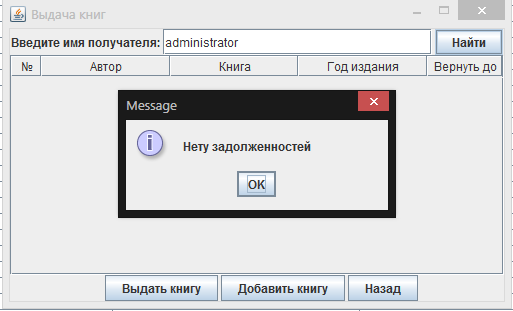 Выдача книг
Введите имя получателя: administrator Найти
№ Автор Книга Год издания Вернуть до
Message
Нету задолженностей
OK
Выдать книгу Добавить книгу Назад